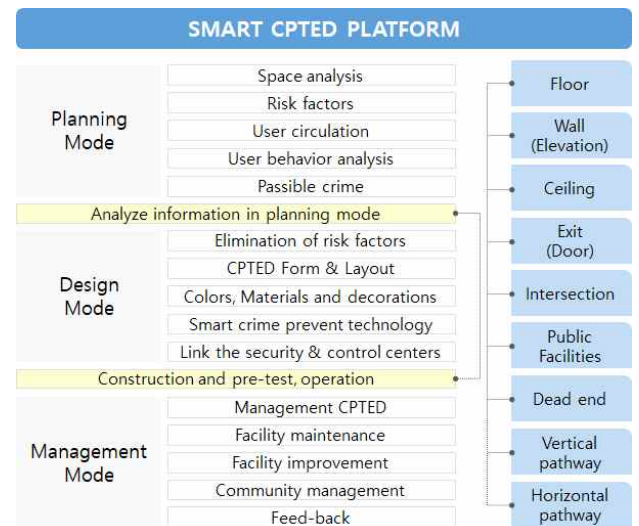 SMART CPTED PLATFORM
Planning
Mode
Space analysis
Risk factors
User circulation
User behavior analysis
Passible crime
Analyze information in planning mode
Design
Mode
Elimination of risk factors
CPTED Form & Layout
Colors, Materials and decorations
Smart crime prevent technology
Link the security & control centers
Construction and pre-test, operation
Management
Mode
Management CPTED
Facility maintenance
Facility improvement
Community management
Feed-back
Floor
Wall
(Elevation)
Ceiling
Exit
(Door)
Intersection
Public
Facilities
Dead end
Vertical
pathway
Horizontal
pathway